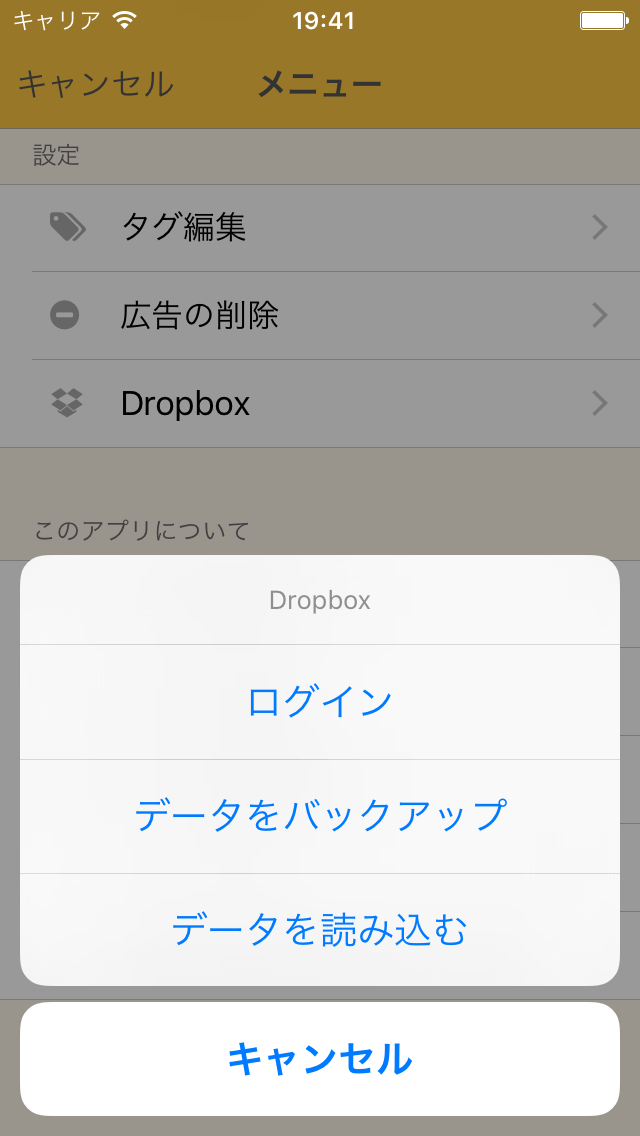 キャリア 19:41
キャンセル メニュー
設定
タグ編集
広告の削除
Dropbox
このアプリについて
Dropbox
ログイン
データをバックアップ
データを読み込む
キャンセル